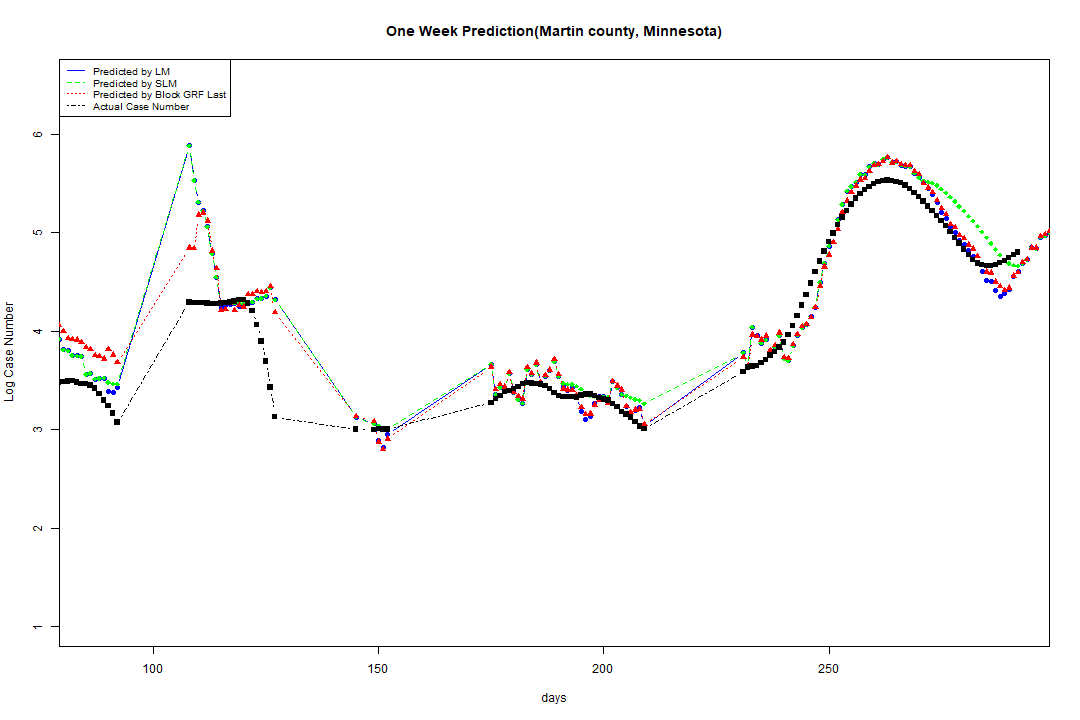 One Week Prediction(Martin county, Minnesota)
Predicted by LM
Predicted by SLM
Predicted by Block GRF Last
Actual Case Number
Log Case Number
6
5
4
3
2
1
100 150 200 250
days